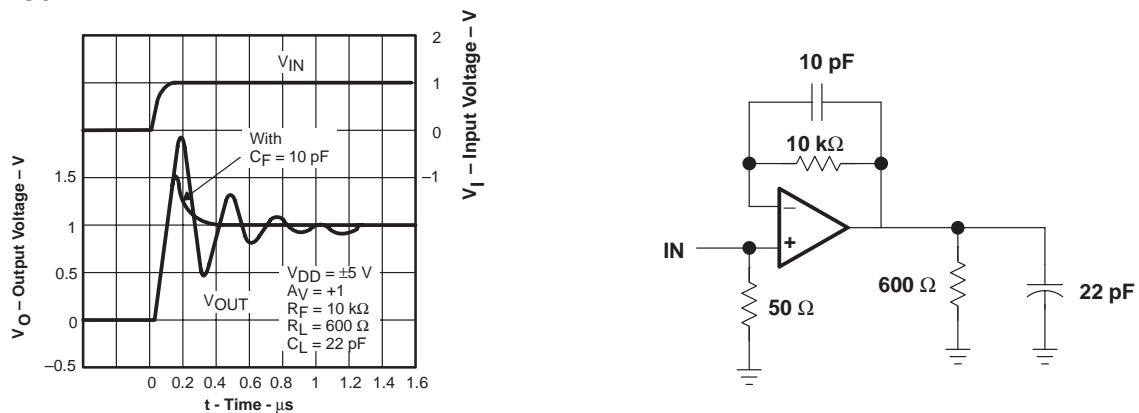 2
1
0
−1
V_I – Input Voltage – V
V_IN
With
C_F = 10 pF
1.5
1
0.5
0
−0.5
V_O – Output Voltage – V
V_OUT
V_DD = ±5 V
A_V = +1
R_F = 10 kΩ
R_L = 600 Ω
C_L = 22 pF
0 0.2 0.4 0.6 0.8 1 1.2 1.4 1.6
t - Time - μs
10 pF
10 kΩ
–
+
IN
50 Ω
600 Ω
22 pF